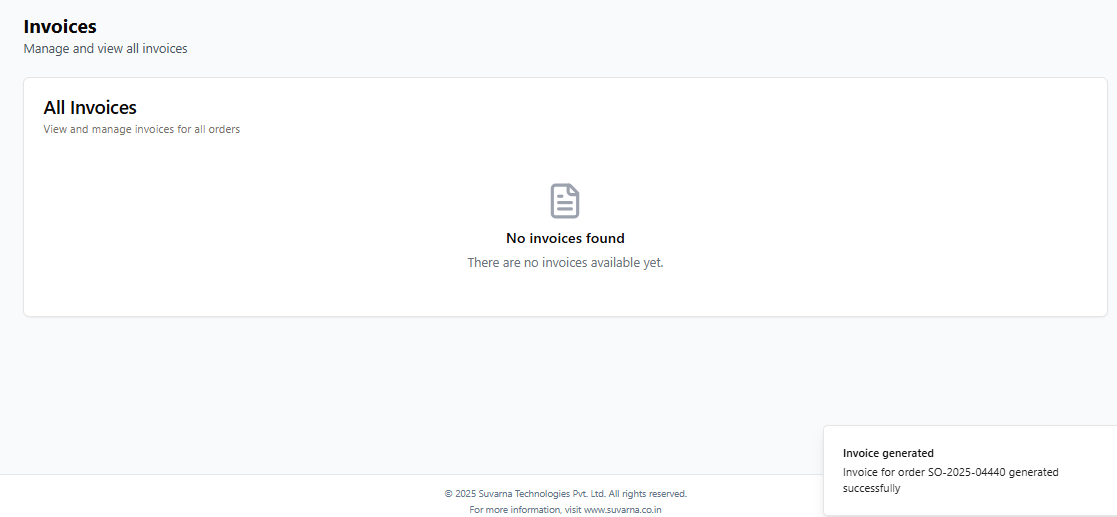 Invoices
Manage and view all invoices
All Invoices
View and manage invoices for all orders
No invoices found
There are no invoices available yet.
Invoice generated
Invoice for order SO-2025-04440 generated
successfully
© 2025 Suvarna Technologies Pvt. Ltd. All rights reserved.
For more information, visit www.suvarna.co.in